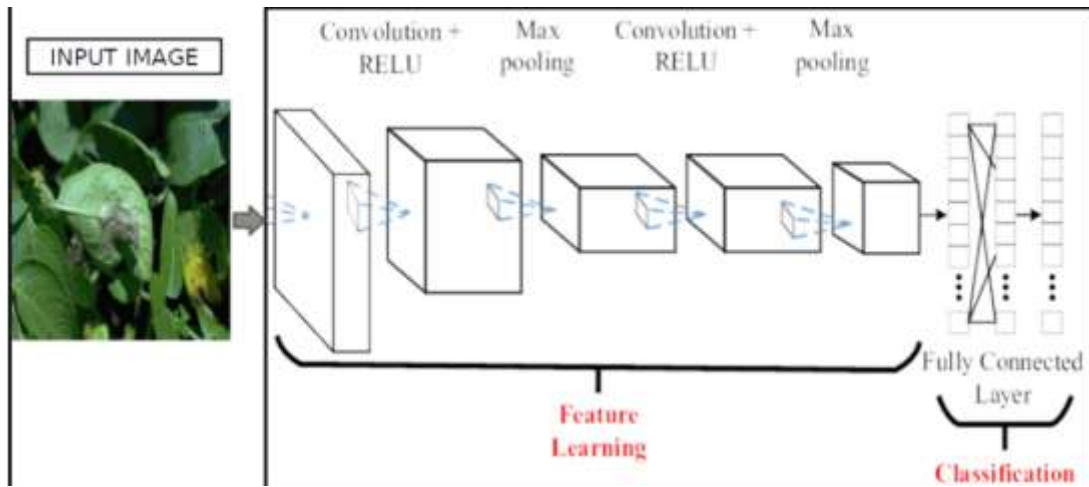 INPUT IMAGE
Convolution +
RELU
Max
pooling
Convolution +
RELU
Max
pooling
Fully Connected
Layer
Feature
Learning
Classification